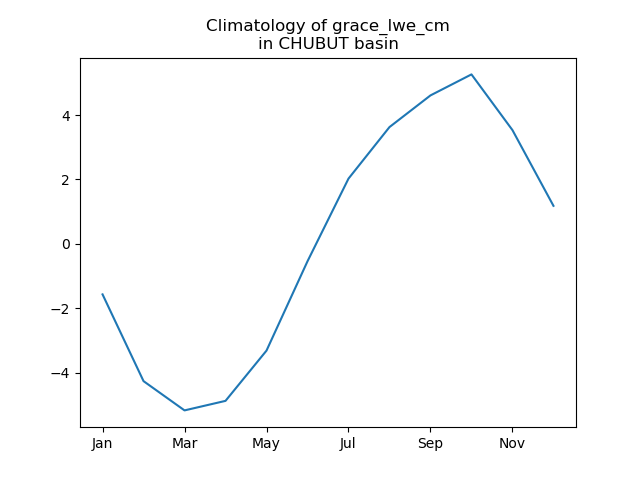 Climatology of grace_lwe_cm
in CHUBUT basin
4
2
0
−2
−4
Jan
Mar
May
Jul
Sep
Nov